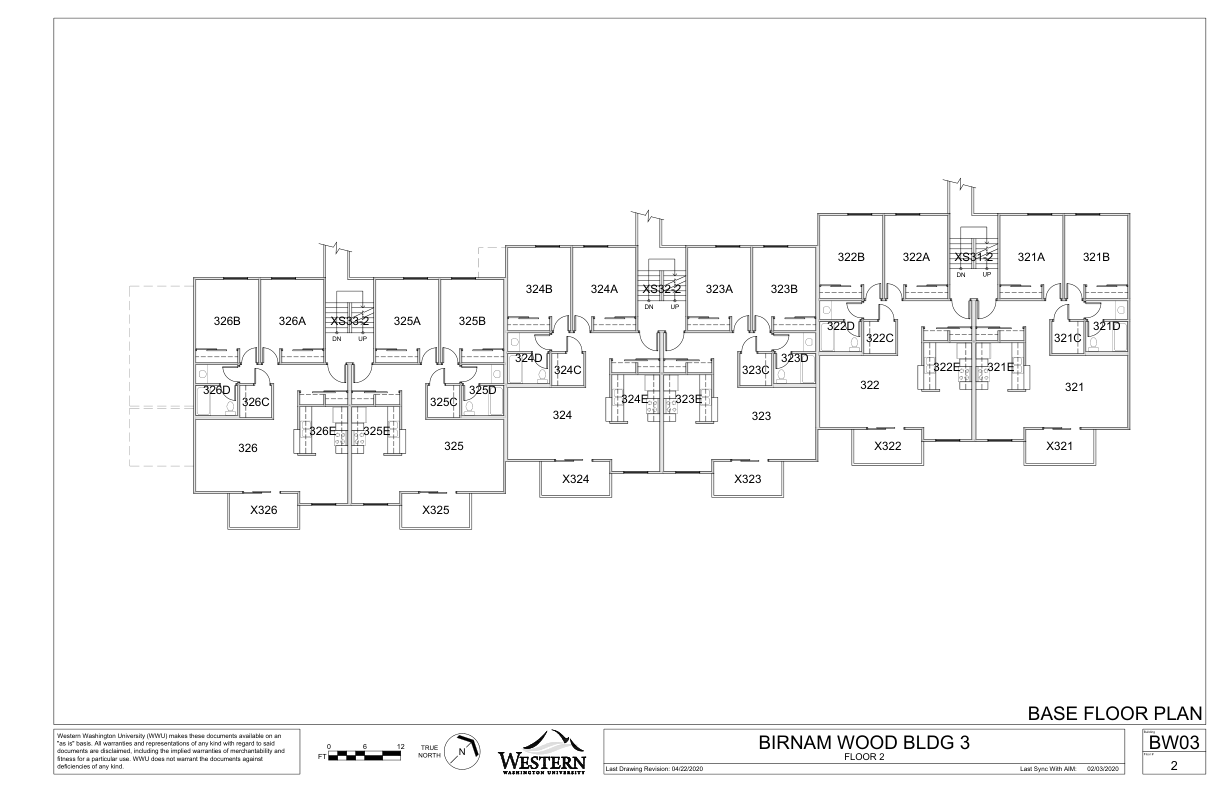 322B
322A
XS31-2
321A
321B
DN
UP
324B
324A
XS32-2
323A
323B
DN
UP
326B
326A
XS33-2
325A
325B
DN
UP
322D
322C
321C
321D
324D
324C
323C
323D
322E
321E
322
321
326D
326C
325C
325D
324E
323E
324
323
326E
325E
326
325
X322
X321
X324
X323
X326
X325
BASE FLOOR PLAN
Western Washington University (WWU) makes these documents available on an
"as is" basis. All warranties and representations of any kind with regard to said
documents are disclaimed, including the implied warranties of merchantability and
fitness for a particular use. WWU does not warrant the documents against
deficiencies of any kind.
0 6 12
FT
TRUE
NORTH
N
WESTERN
WASHINGTON UNIVERSITY
BIRNAM WOOD BLDG 3
FLOOR 2
Last Drawing Revision: 04/22/2020
Last Sync With AIM: 02/03/2020
BW03
2